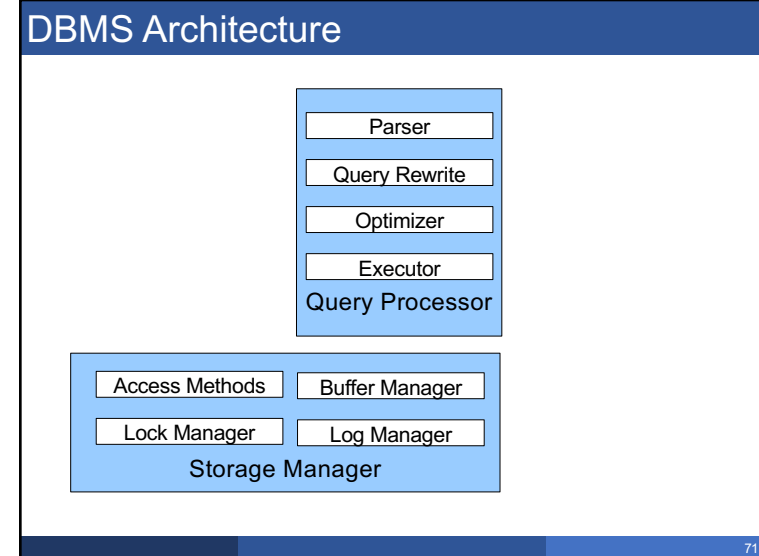 DBMS Architecture
Parser
Query Rewrite
Optimizer
Executor
Query Processor
Access Methods
Buffer Manager
Lock Manager
Log Manager
Storage Manager
71